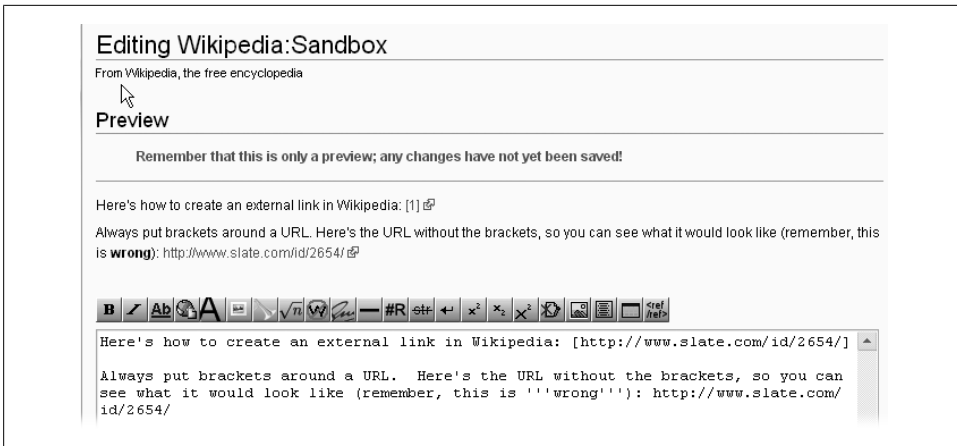 Editing Wikipedia:Sandbox
From Wikipedia, the free encyclopedia
Preview
Remember that this is only a preview; any changes have not yet been saved!
Here's how to create an external link in Wikipedia: [1]
Always put brackets around a URL. Here's the URL without the brackets, so you can see what it would look like (remember, this
is wrong): http://www.slate.com/id/2654/
B I Ab A √n W #R str x² x₂ x² <ref
/ref>
Here's how to create an external link in Wikipedia: [http://www.slate.com/id/2654/]
Always put brackets around a URL.  Here's the URL without the brackets, so you can
see what it would look like (remember, this is '''wrong'''): http://www.slate.com/
id/2654/